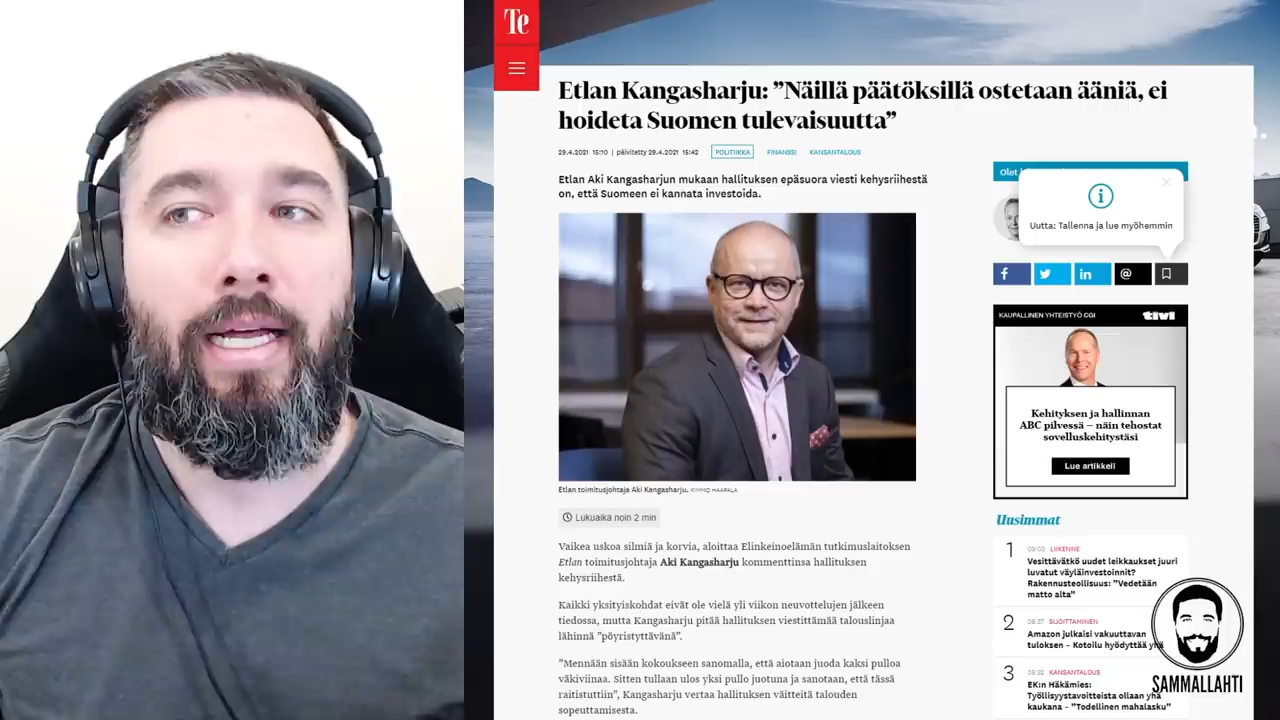 Te
Etlan Kangasharju: ”Näillä päätöksillä ostetaan ääniä, ei
hoideta Suomen tulevaisuutta”
29.4.2021 15:10 | päivitetty 29.4.2021 15:42 POLITIIKKA FINANSSI KANSANTALOUS
Etlan Aki Kangasharjun mukaan hallituksen epäsuora viesti kehysriihestä
on, että Suomeen ei kannata investoida.
Etlan toimitusjohtaja Aki Kangasharju. KIMMO HAAPALA
Lukuaika noin 2 min
Vaikea uskoa silmiä ja korvia, aloittaa Elinkeinoelämän tutkimuslaitoksen
Etlan toimitusjohtaja Aki Kangasharju kommenttinsa hallituksen
kehysriihestä.
Kaikki yksityiskohdat eivät ole vielä yli viikon neuvottelujen jälkeen
tiedossa, mutta Kangasharju pitää hallituksen viestittämää talouslinjaa
lähinnä ”pöyristyttävänä”.
”Mennään sisään kokoukseen sanomalla, että aiotaan juoda kaksi pulloa
väkiviinaa. Sitten tullaan ulos yksi pullo juotuna ja sanotaan, että tässä
raitistuttiin”, Kangasharju vertaa hallituksen väitteitä talouden
sopeuttamisesta.
Olet
Uutta: Tallenna ja lue myöhemmin
KAUPALLINEN YHTEISTYÖ CGI tivi
Kehityksen ja hallinnan
ABC pilvessä – näin tehostat
sovelluskehitystäsi
Lue artikkeli
Uusimmat
1 09:03 LIIKENNE
Vesittävätkö uudet leikkaukset juuri
luvatut väyläinvestoinnit?
Rakennusteollisuus: ”Vedetään
matto alta”
2 08:37 SIJOITTAMINEN
Amazon julkaisi vakuuttavan
tuloksen – Kotoilu hyödyttää yhä
3 08:32 KANSANTALOUS
EK:n Häkämies:
Työllisyystavoitteista ollaan yhä
kaukana – ”Todellinen mahalasku”
SAMMALLAHTI